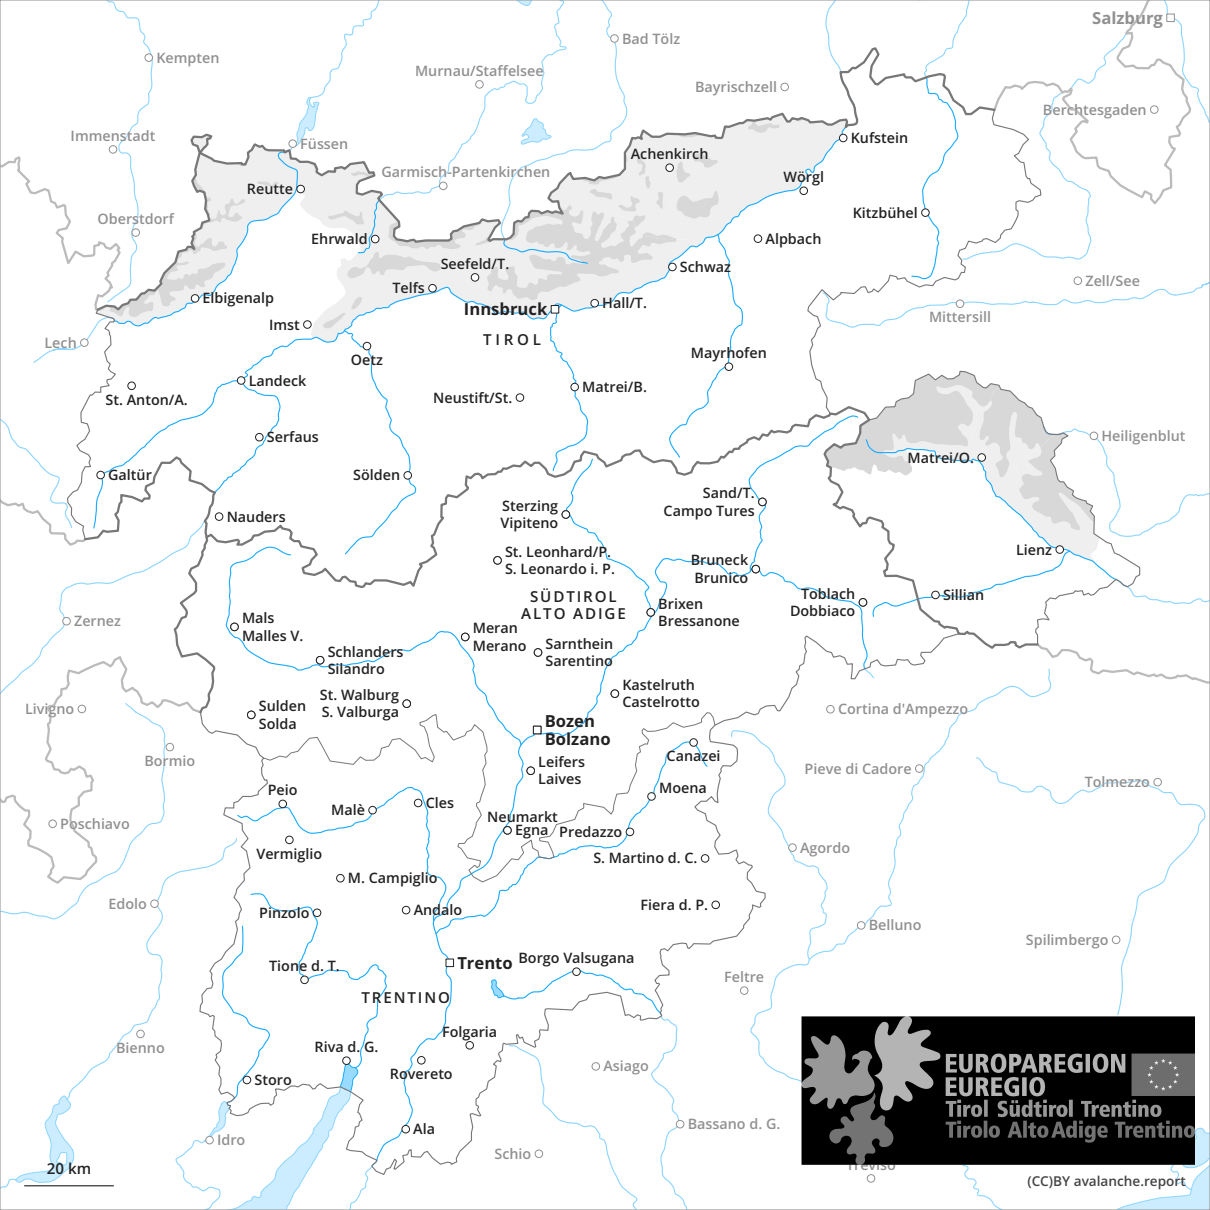 Salzburg
Bad Tölz
Kempten
Murnau/Staffelsee
Bayrischzell
Berchtesgaden
Immenstadt
Füssen
Kufstein
Achenkirch
Garmisch-Partenkirchen
Wörgl
Reutte
Oberstdorf
Kitzbühel
Ehrwald
Alpbach
Seefeld/T.
Schwaz
Zell/See
Telfs
Elbigenalp
Hall/T.
Innsbruck
Mittersill
Imst
TIROL
Lech
Oetz
Mayrhofen
Landeck
Matrei/B.
St. Anton/A.
Neustift/St.
Serfaus
Heiligenblut
Matrei/O.
Galtür
Sölden
Sand/T.
Campo Tures
Sterzing
Vipiteno
Nauders
St. Leonhard/P.
S. Leonardo i. P.
Lienz
Bruneck
Brunico
SÜDTIROL
ALTO ADIGE
Toblach
Dobbiaco
Sillian
Brixen
Bressanone
Zernez
Mals
Malles V.
Meran
Merano
Sarnthein
Sarentino
Schlanders
Silandro
Kastelruth
Castelrotto
St. Walburg
S. Valburga
Livigno
Sulden
Solda
Cortina d'Ampezzo
Bozen
Bolzano
Bormio
Canazei
Leifers
Laives
Pieve di Cadore
Tolmezzo
Peio
Moena
Malè
Cles
Neumarkt
Egna
Poschiavo
Predazzo
Vermiglio
Agordo
S. Martino d. C.
M. Campiglio
Edolo
Fiera d. P.
Pinzolo
Andalo
Belluno
Spilimbergo
Borgo Valsugana
Trento
Tione d. T.
Feltre
TRENTINO
Folgaria
Bienno
Riva d. G.
Asiago
Rovereto
Storo
EUROPAREGION
EUREGIO
Tirol Südtirol Trentino
Tirolo Alto Adige Trentino
Bassano d. G.
Ala
Idro
Schio
Treviso
20 km
(CC)BY avalanche.report